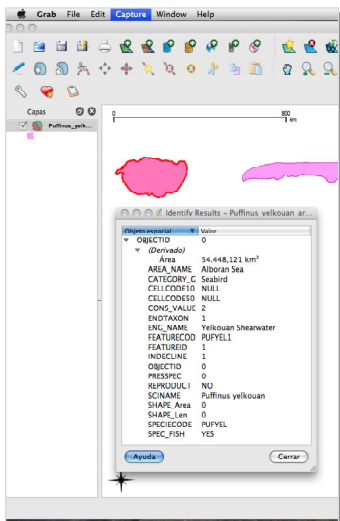 Grab File Edit Capture Window Help
Capas
Puffinus_yelk...
0 800
1 km
Identify Results - Puffinus yelkouan ar...
Objeto espacial Valor
OBJECTID 0
(Derivado)
Área 54.448,121 km²
AREA_NAME Alboran Sea
CATEGORY_C Seabird
CELLCODE10 NULL
CELLCODE50 NULL
CONS_VALUE 2
ENDTAXON 1
ENG_NAME Yelkouan Shearwater
FEATURECOD PUFYEL1
FEATUREID 1
INDECLINE 1
OBJECTID 0
PRESSPEC 0
REPRODUCT NO
SCINAME Puffinus yelkouan
SHAPE_Area 0
SHAPE_Len 0
SPECIECODE PUFYEL
SPEC_FISH YES
Ayuda Cerrar